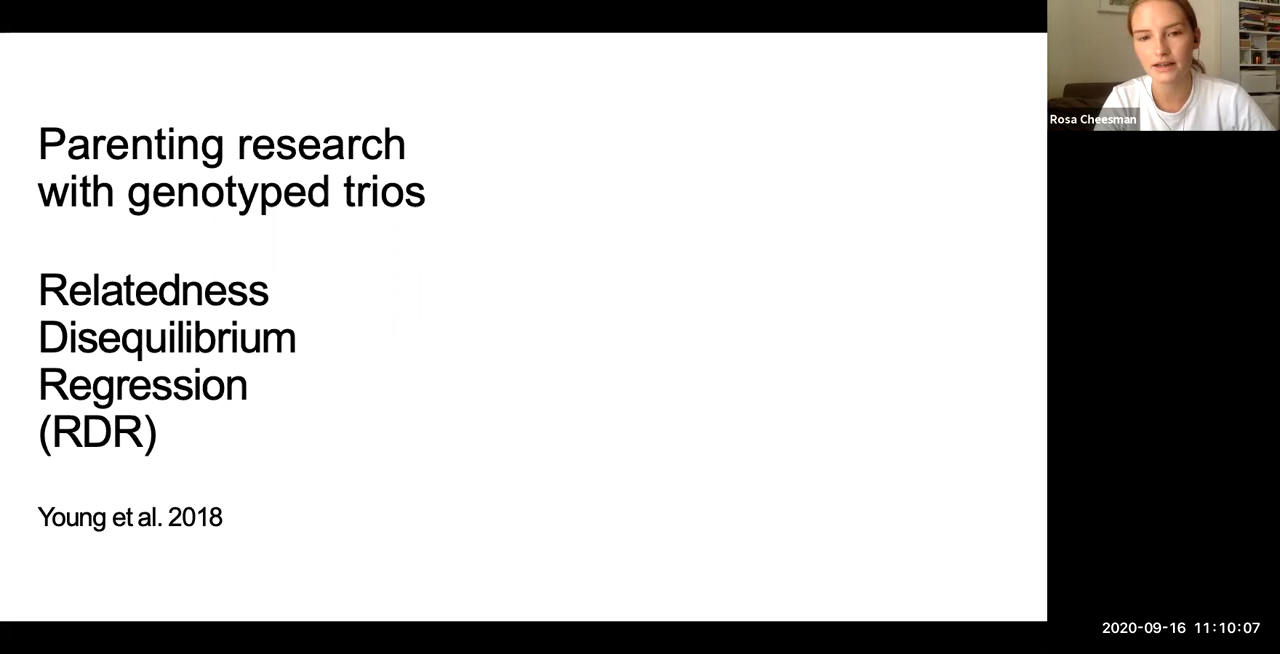 Parenting research
with genotyped trios
Relatedness
Disequilibrium
Regression
(RDR)
Young et al. 2018
Rosa Cheesman
2020-09-16 11:10:07